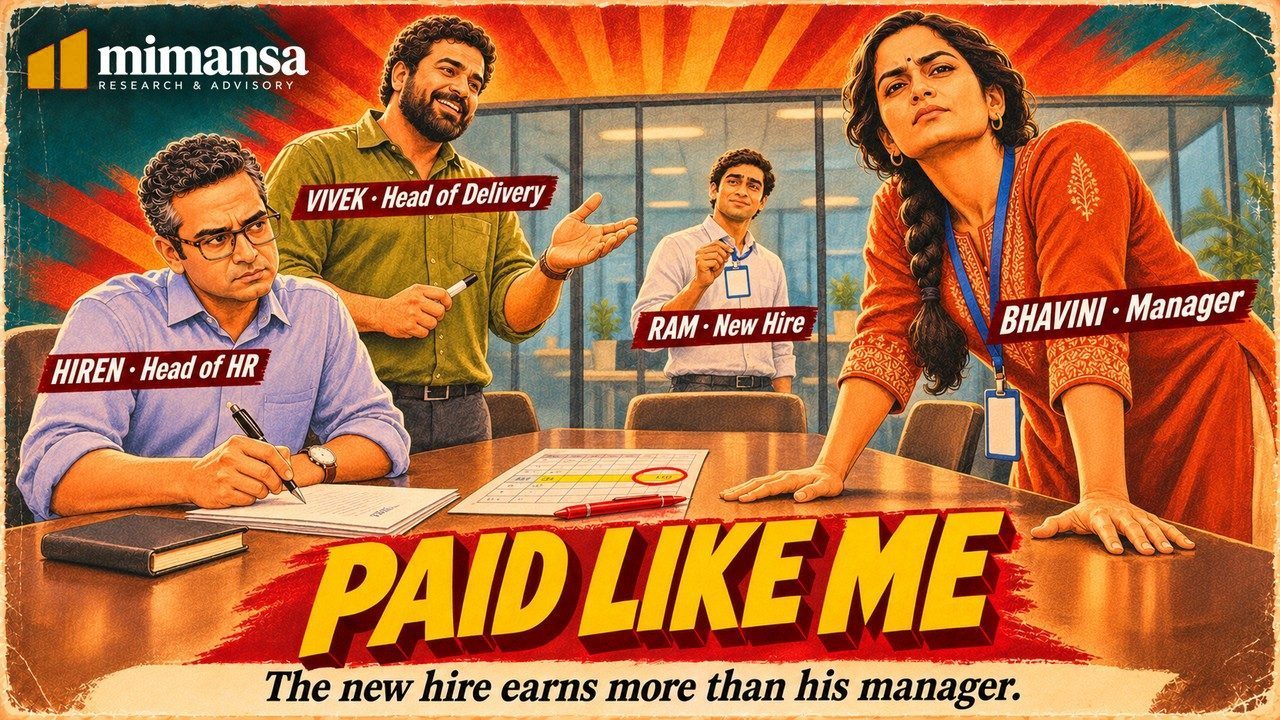 mimansa
RESEARCH & ADVISORY
VIVEK · Head of Delivery
HIREN · Head of HR
RAM · New Hire
BHAVINI · Manager
PAID LIKE ME
The new hire earns more than his manager.